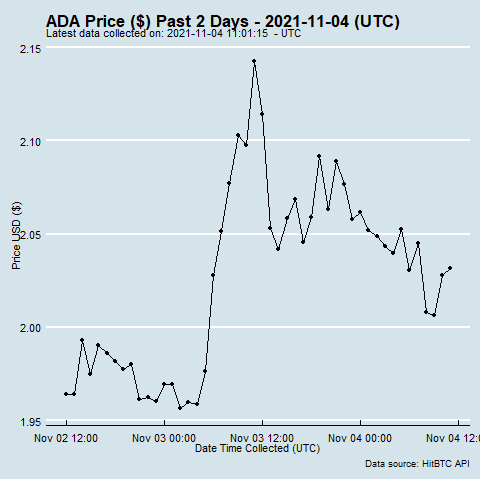 ADA Price ($) Past 2 Days - 2021-11-04 (UTC)
Latest data collected on: 2021-11-04 11:01:15  - UTC
2.15
2.10
2.05
2.00
1.95
Price USD ($)
Nov 02 12:00
Nov 03 00:00
Nov 03 12:00
Nov 04 00:00
Nov 04 12:
Date Time Collected (UTC)
Data source: HitBTC API